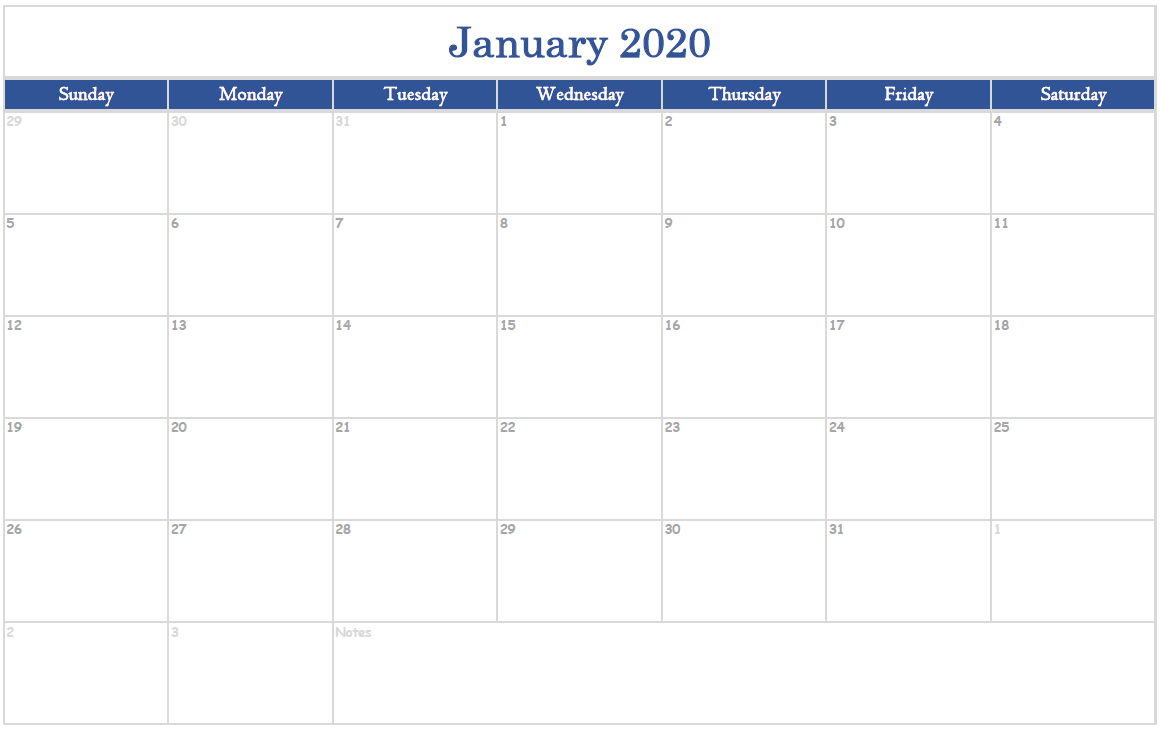 January 2020
Sunday Monday Tuesday Wednesday Thursday Friday Saturday
29 30 31 1 2 3 4
5 6 7 8 9 10 11
12 13 14 15 16 17 18
19 20 21 22 23 24 25
26 27 28 29 30 31 1
2 3 Notes